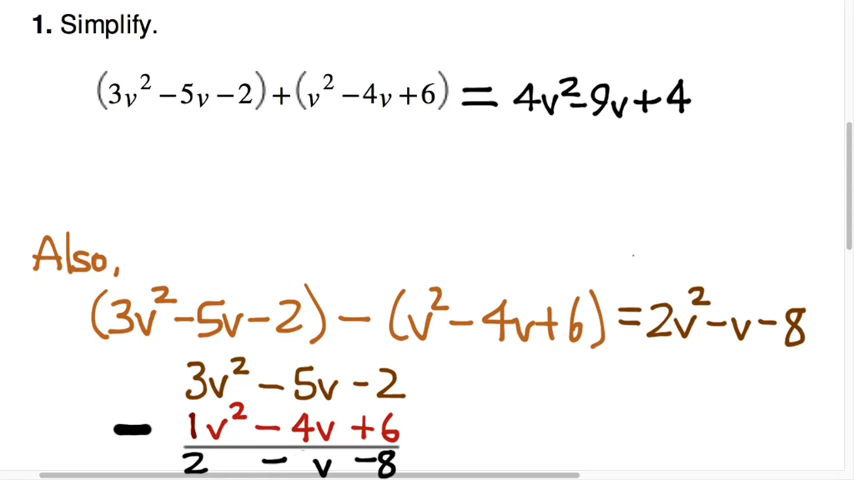 1. Simplify.
(3v² − 5v − 2) + (v² − 4v + 6) = 4v² − 9v + 4
Also,
(3v² − 5v − 2) − (v² − 4v + 6) = 2v² − v − 8
3v² − 5v − 2
− 1v² − 4v + 6
2 − v − 8